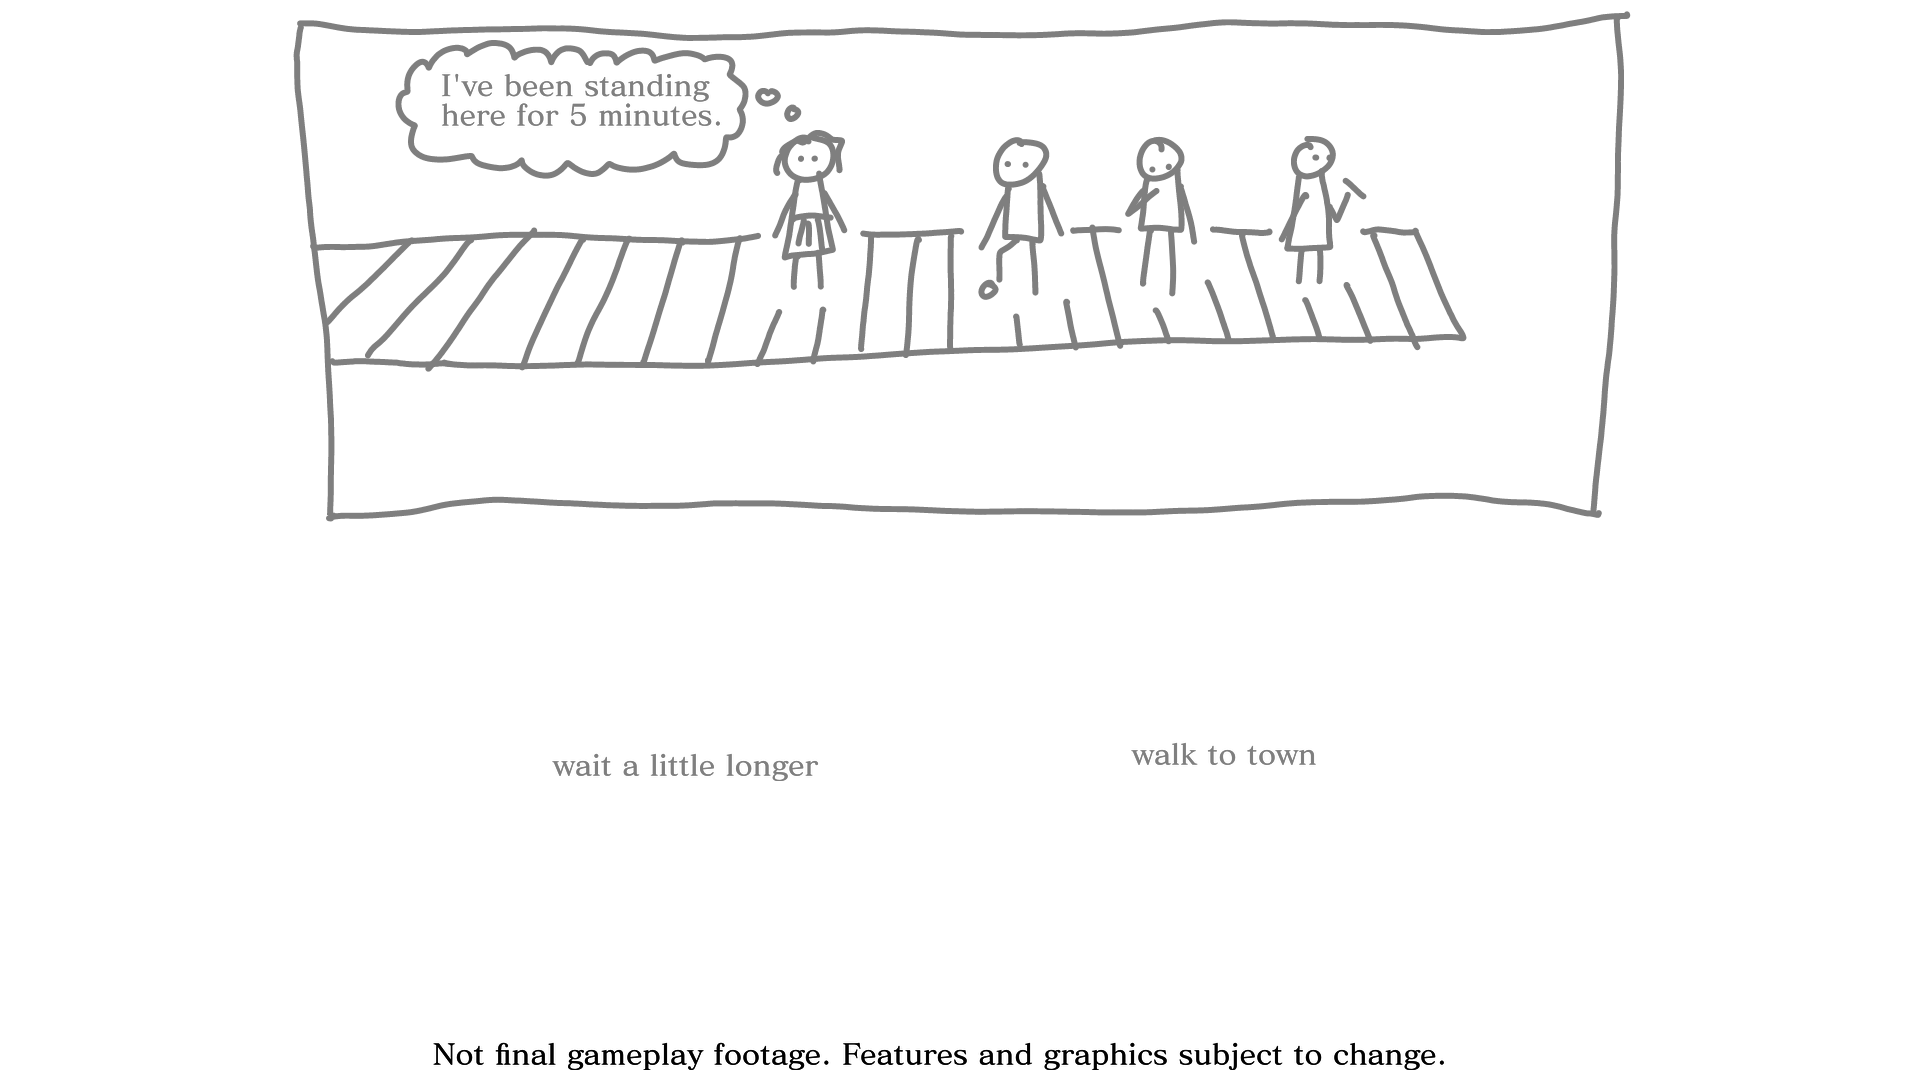 I've been standing
here for 5 minutes.
wait a little longer
walk to town
Not final gameplay footage. Features and graphics subject to change.